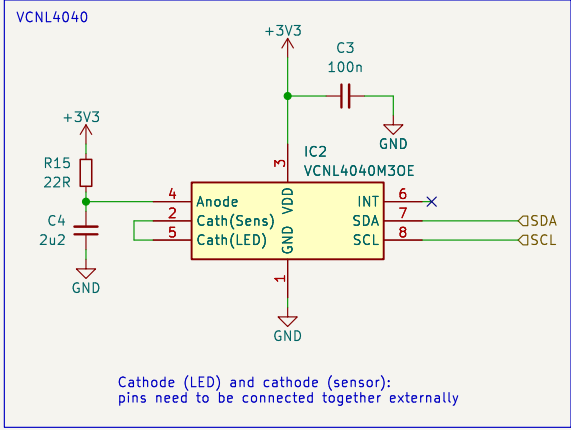 VCNL4040
+3V3
C3
100n
GND
+3V3
R15
22R
C4
2u2
GND
IC2
VCNL4040M3OE
3
VDD
4 Anode INT 6
2 Cath(Sens) SDA 7 SDA
5 Cath(LED) SCL 8 SCL
GND
1
GND
Cathode (LED) and cathode (sensor):
pins need to be connected together externally